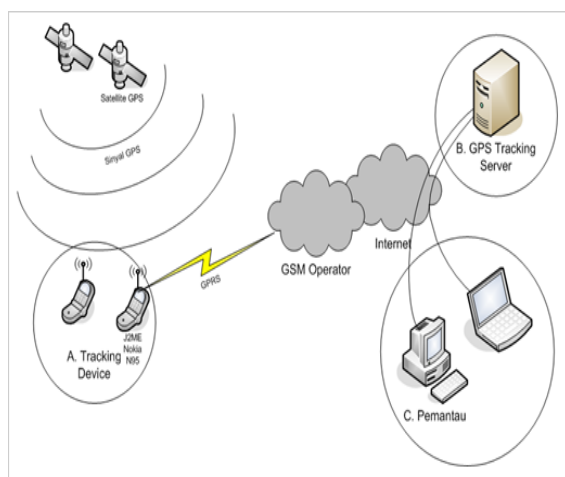 Satellite GPS
Sinyal GPS
B. GPS Tracking
Server
Internet
GSM Operator
GPRS
J2ME
Nokia
N95
A. Tracking
Device
C. Pemantau